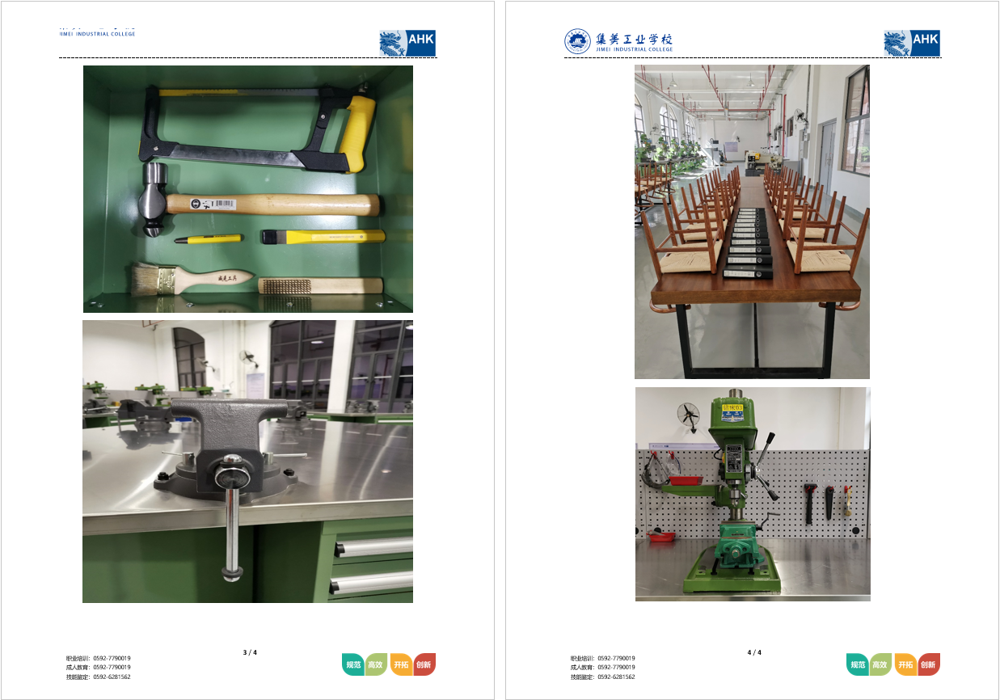 JIMEI INDUSTRIAL COLLEGE
AHK
3 / 4
职业培训：0592-7790019
成人教育：0592-7790019
技能鉴定：0592-6281562
规范 高效 开拓 创新
集美工业学校
JIMEI INDUSTRIAL COLLEGE
AHK
4 / 4
职业培训：0592-7790019
成人教育：0592-7790019
技能鉴定：0592-6281562
规范 高效 开拓 创新